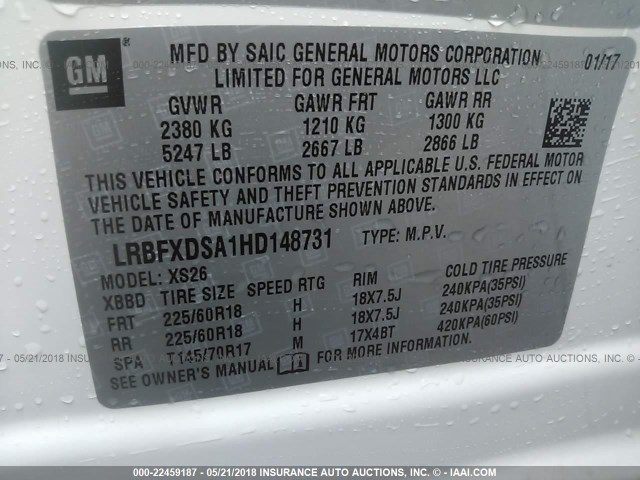 GM ®
MFD BY SAIC GENERAL MOTORS CORPORATION 01/17
LIMITED FOR GENERAL MOTORS LLC
GVWR GAWR FRT GAWR RR
2380 KG 1210 KG 1300 KG
5247 LB 2667 LB 2866 LB
THIS VEHICLE CONFORMS TO ALL APPLICABLE U.S. FEDERAL MOTOR
VEHICLE SAFETY AND THEFT PREVENTION STANDARDS IN EFFECT ON
THE DATE OF MANUFACTURE SHOWN ABOVE.
LRBFXDSA1HD148731 TYPE: M.P.V.
MODEL: XS26
XBBD TIRE SIZE SPEED RTG RIM COLD TIRE PRESSURE
FRT 225/60R18 H 18X7.5J 240KPA(35PSI)
RR 225/60R18 H 18X7.5J 240KPA(35PSI)
SPA T145/70R17 M 17X4BT 420KPA(60PSI)
SEE OWNER'S MANUAL
000-22459187 - 05/21/2018 INSURANCE AUTO AUCTIONS, INC. © - IAAI.COM